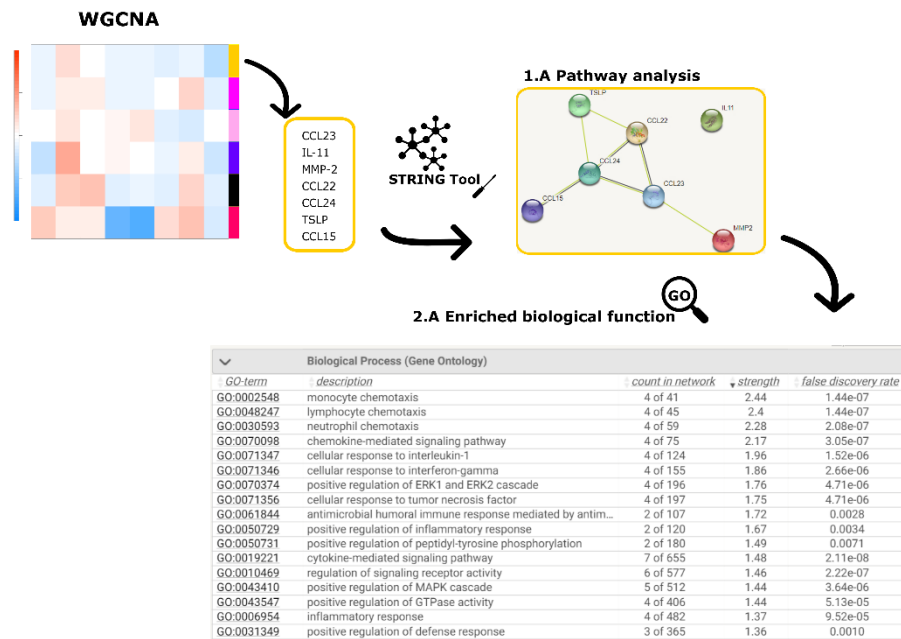 WGCNA
CCL23
IL-11
MMP-2
CCL22
CCL24
TSLP
CCL15
STRING Tool
1.A Pathway analysis
TSLP
IL11
CCL22
CCL24
CCL23
CCL15
MMP2
GO
2.A Enriched biological function
Biological Process (Gene Ontology)
GO-term description count in network strength false discovery rate
GO:0002548 monocyte chemotaxis 4 of 41 2.44 1.44e-07
GO:0048247 lymphocyte chemotaxis 4 of 45 2.4 1.44e-07
GO:0030593 neutrophil chemotaxis 4 of 59 2.28 2.08e-07
GO:0070098 chemokine-mediated signaling pathway 4 of 75 2.17 3.05e-07
GO:0071347 cellular response to interleukin-1 4 of 124 1.96 1.52e-06
GO:0071346 cellular response to interferon-gamma 4 of 155 1.86 2.66e-06
GO:0070374 positive regulation of ERK1 and ERK2 cascade 4 of 196 1.76 4.71e-06
GO:0071356 cellular response to tumor necrosis factor 4 of 197 1.75 4.71e-06
GO:0061844 antimicrobial humoral immune response mediated by antim... 2 of 107 1.72 0.0028
GO:0050729 positive regulation of inflammatory response 2 of 120 1.67 0.0034
GO:0050731 positive regulation of peptidyl-tyrosine phosphorylation 2 of 180 1.49 0.0071
GO:0019221 cytokine-mediated signaling pathway 7 of 655 1.48 2.11e-08
GO:0010469 regulation of signaling receptor activity 6 of 577 1.46 2.22e-07
GO:0043410 positive regulation of MAPK cascade 5 of 512 1.44 3.64e-06
GO:0043547 positive regulation of GTPase activity 4 of 406 1.44 5.13e-05
GO:0006954 inflammatory response 4 of 482 1.37 9.52e-05
GO:0031349 positive regulation of defense response 3 of 365 1.36 0.0010